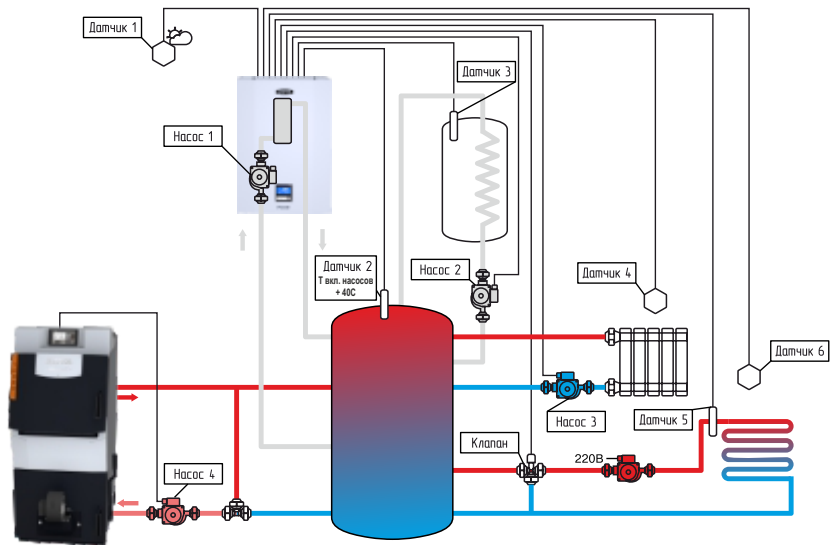 Датчик 1
Датчик 3
Насос 1
Датчик 2
Т вкл. насосов
+ 40С
Насос 2
Датчик 4
Датчик 6
Насос 3
Датчик 5
Клапан
220В
Насос 4